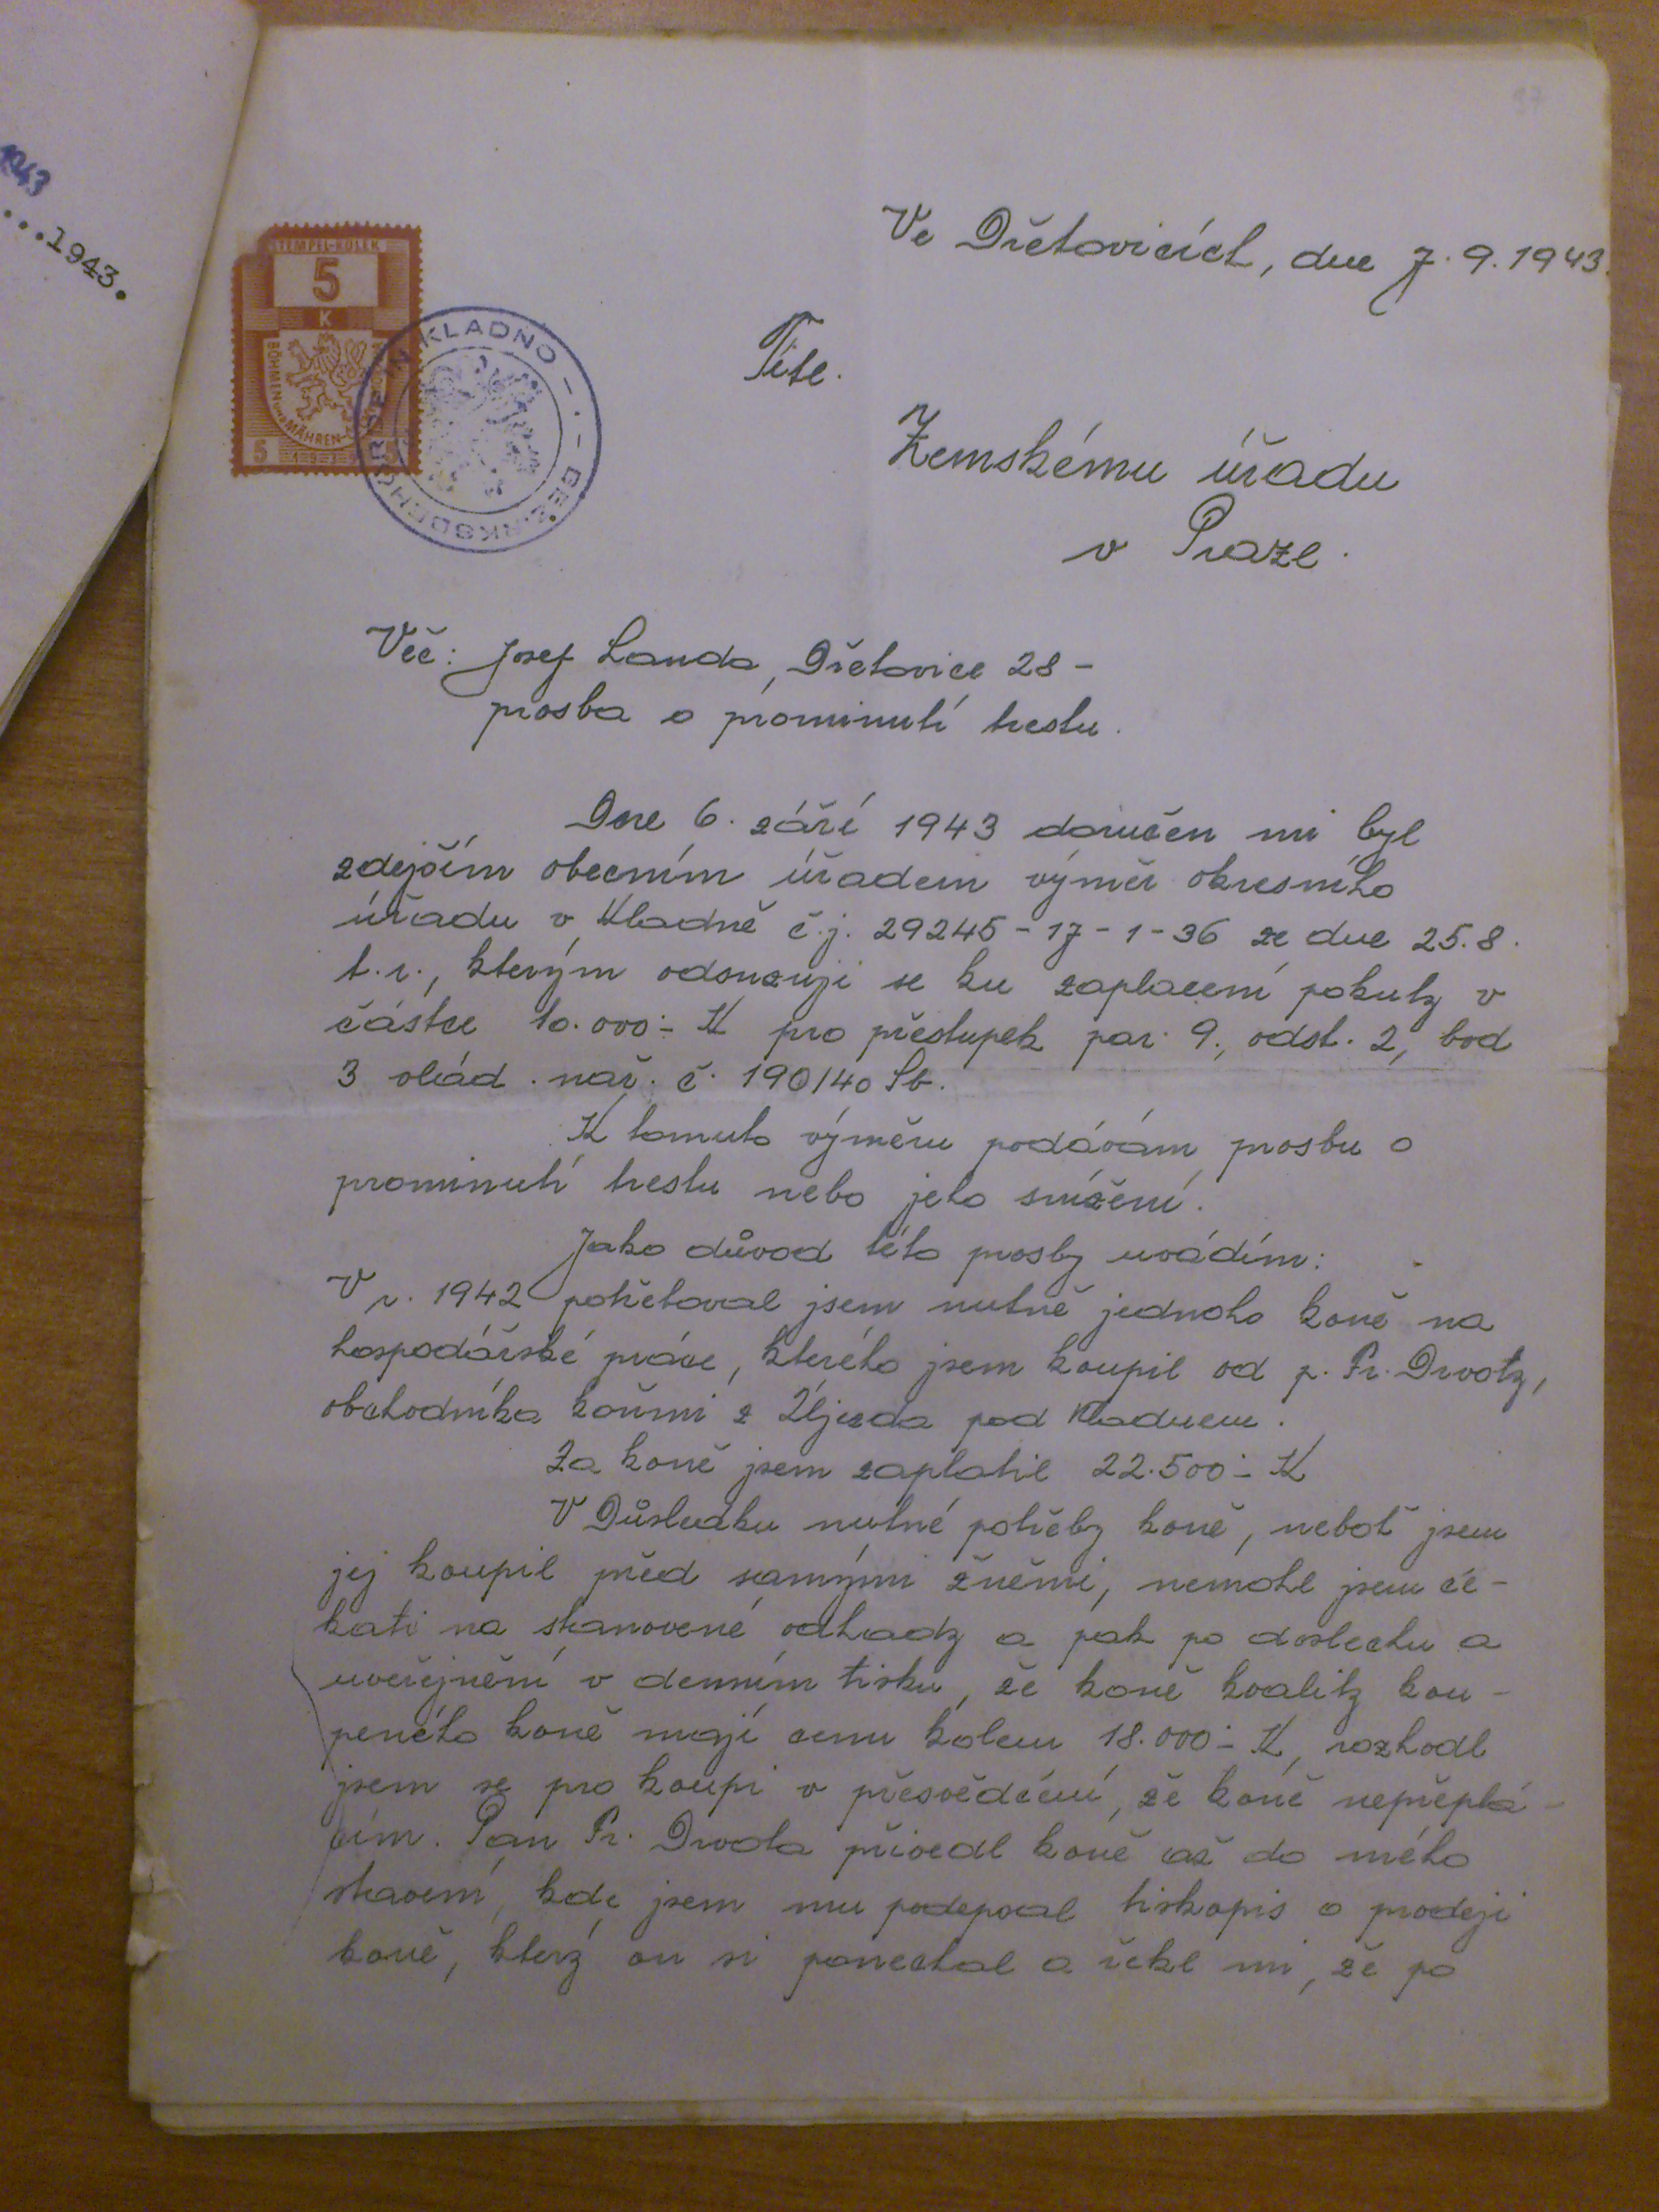 1943
...1943.
Ve Dřetovicích, dne 7.9.1943.
STEMPEL-KOLEK
5
K
BÖHMEN UND MÄHREN
5
KLADNO
Tit.
Zemskému úřadu
v Praze.
Věc: Josef Landa, Dřetovice 28 –
prosba o prominutí trestu.
Dne 6. září 1943 doručen mi byl
zdejším obecním úřadem výměr okresního
úřadu v Kladně č.j. 29245-17-1-36 ze dne 25.8.
t.r., kterým odsuzuji se ku zaplacení pokuty v
částce 10.000·- K pro přestupek par. 9., odst. 2, bod
3 vlád. nař. č. 190/40 Sb.
K tomuto výměru podávám prosbu o
prominutí trestu nebo jeho snížení.
Jako důvod této prosby uvádím:
V r. 1942 potřeboval jsem nutně jednoho koně na
hospodářské práce, kterého jsem koupil od p. Fr. Drvoty,
obchodníka koňmi z Újezda pod Kladnem.
Za koně jsem zaplatil 22.500·- K
V Důsledku nutné potřeby koně, neboť jsem
jej koupil před samými žněmi, nemohl jsem če-
kati na stanovené odhady a pak po doslechu a
uveřejnění v denním tisku, že koně kvality kou-
peného koně mají cenu kolem 18.000·- K, rozhodl
jsem se pro koupi v přesvědčení, že koně nepřeplá-
cím. Pan Fr. Drvota přivedl koně až do mého
stavení, kde jsem mu podepsal tiskopis o prodeji
koně, který on si ponechal a řekl mi, že po